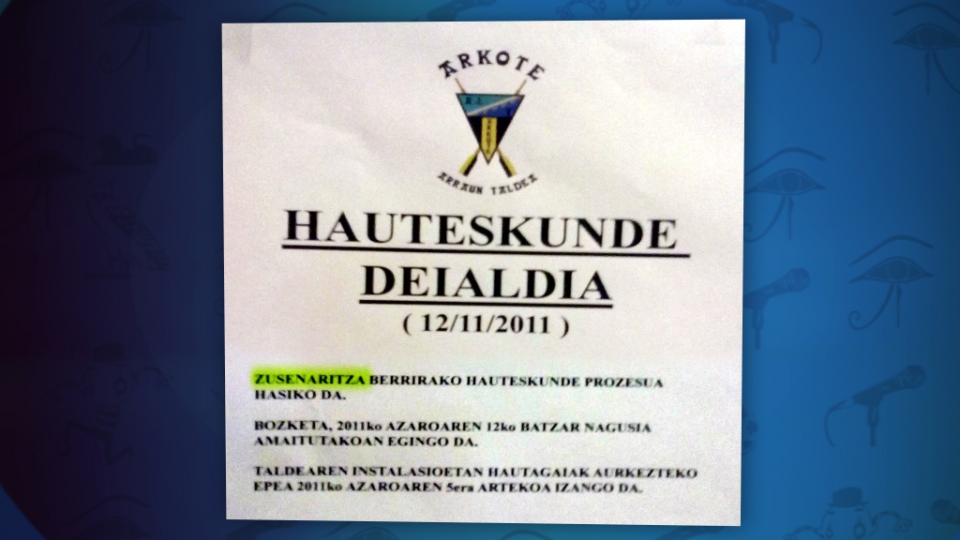 ARKOTE
ARRAUN TALDEA
HAUTESKUNDE
DEIALDIA
( 12/11/2011 )
ZUSENARITZA BERRIRAKO HAUTESKUNDE PROZESUA
HASIKO DA.
BOZKETA, 2011ko AZAROAREN 12ko BATZAR NAGUSIA
AMAITUTAKOAN EGINGO DA.
TALDEAREN INSTALASIOETAN HAUTAGAIAK AURKEZTEKO
EPEA 2011ko AZAROAREN 5era ARTEKOA IZANGO DA.